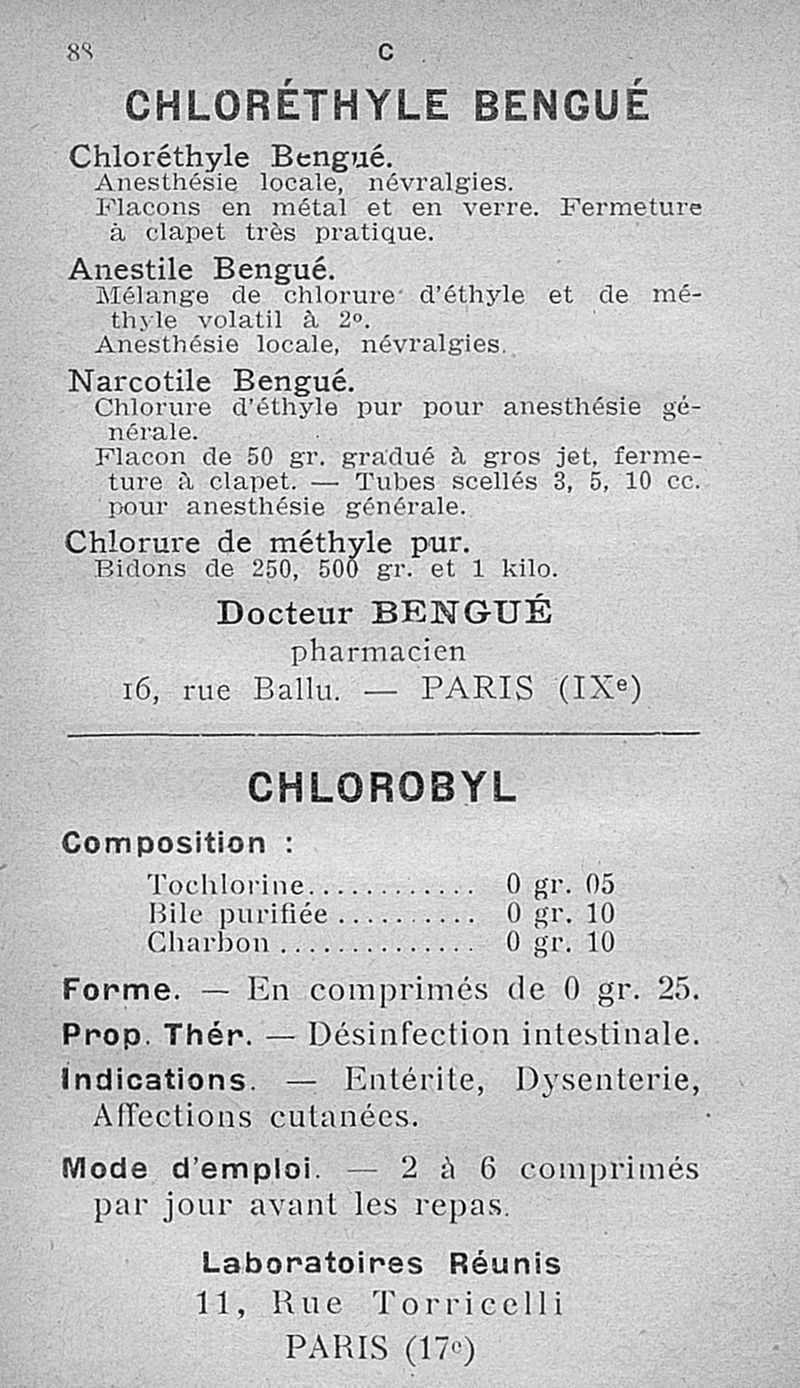 88
C
CHLORÉTHYLE BENGUÉ
Chloréthyle Bengué.
Anesthésie locale, névralgies.
Flacons en métal et en verre. Fermeture
à clapet très pratique.
Anestile Bengué.
Mélange de chlorure d'éthyle et de mé-
thyle volatil à 2°.
Anesthésie locale, névralgies.
Narcotile Bengué.
Chlorure d'éthyle pur pour anesthésie gé-
nérale.
Flacon de 50 gr. gradué à gros jet, ferme-
ture à clapet. — Tubes scellés 3, 5, 10 cc.
pour anesthésie générale.
Chlorure de méthyle pur.
Bidons de 250, 500 gr. et 1 kilo.
Docteur BENGUÉ
pharmacien
16, rue Ballu. — PARIS (IXe)
CHLOROBYL
Composition :
Tochlorine............ 0 gr. 05
Bile purifiée .......... 0 gr. 10
Charbon .............. 0 gr. 10
Forme. — En comprimés de 0 gr. 25.
Prop. Thér. — Désinfection intestinale.
Indications. — Entérite, Dysenterie,
Affections cutanées.
Mode d'emploi. — 2 à 6 comprimés
par jour avant les repas.
Laboratoires Réunis
11, Rue Torricelli
PARIS (17e)